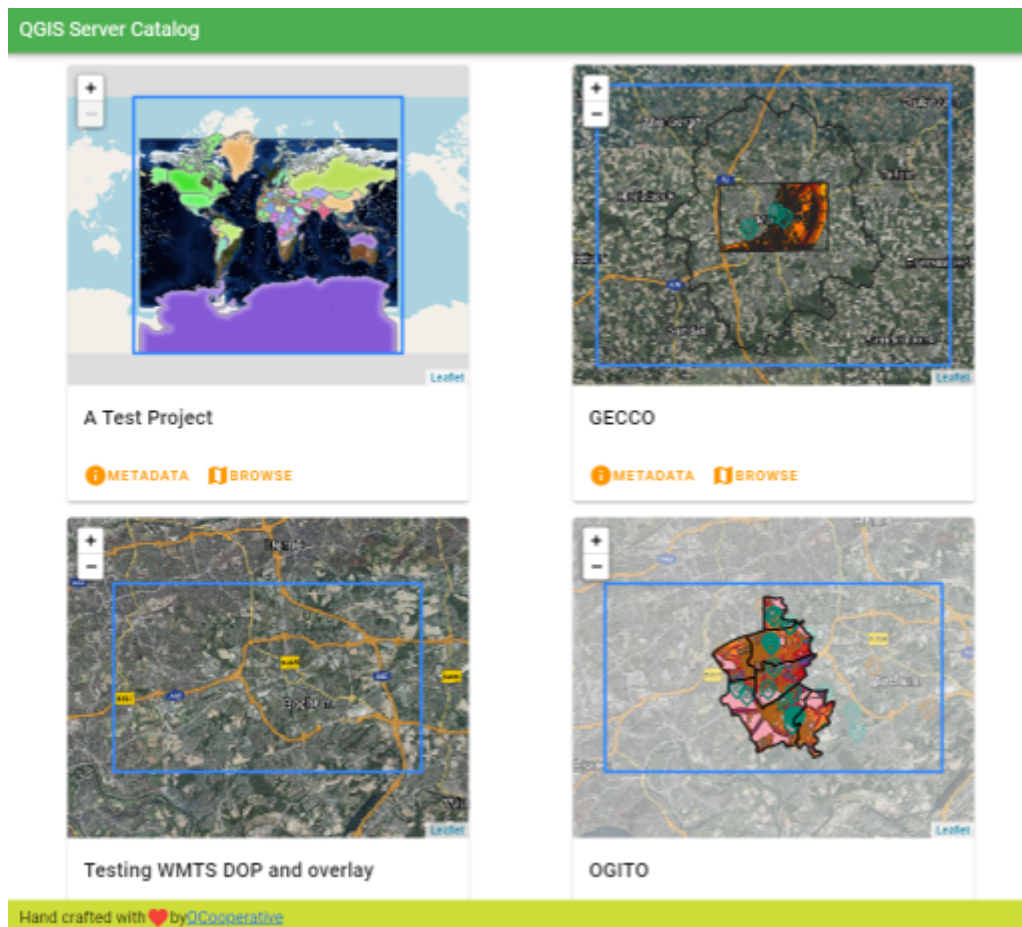 QGIS Server Catalog
+
−
Leaflet
A Test Project
METADATA BROWSE
+
−
Leaflet
GECCO
METADATA BROWSE
+
−
Leaflet
Testing WMTS DOP and overlay
+
−
Leaflet
OGITO
Hand crafted with by QCooperative